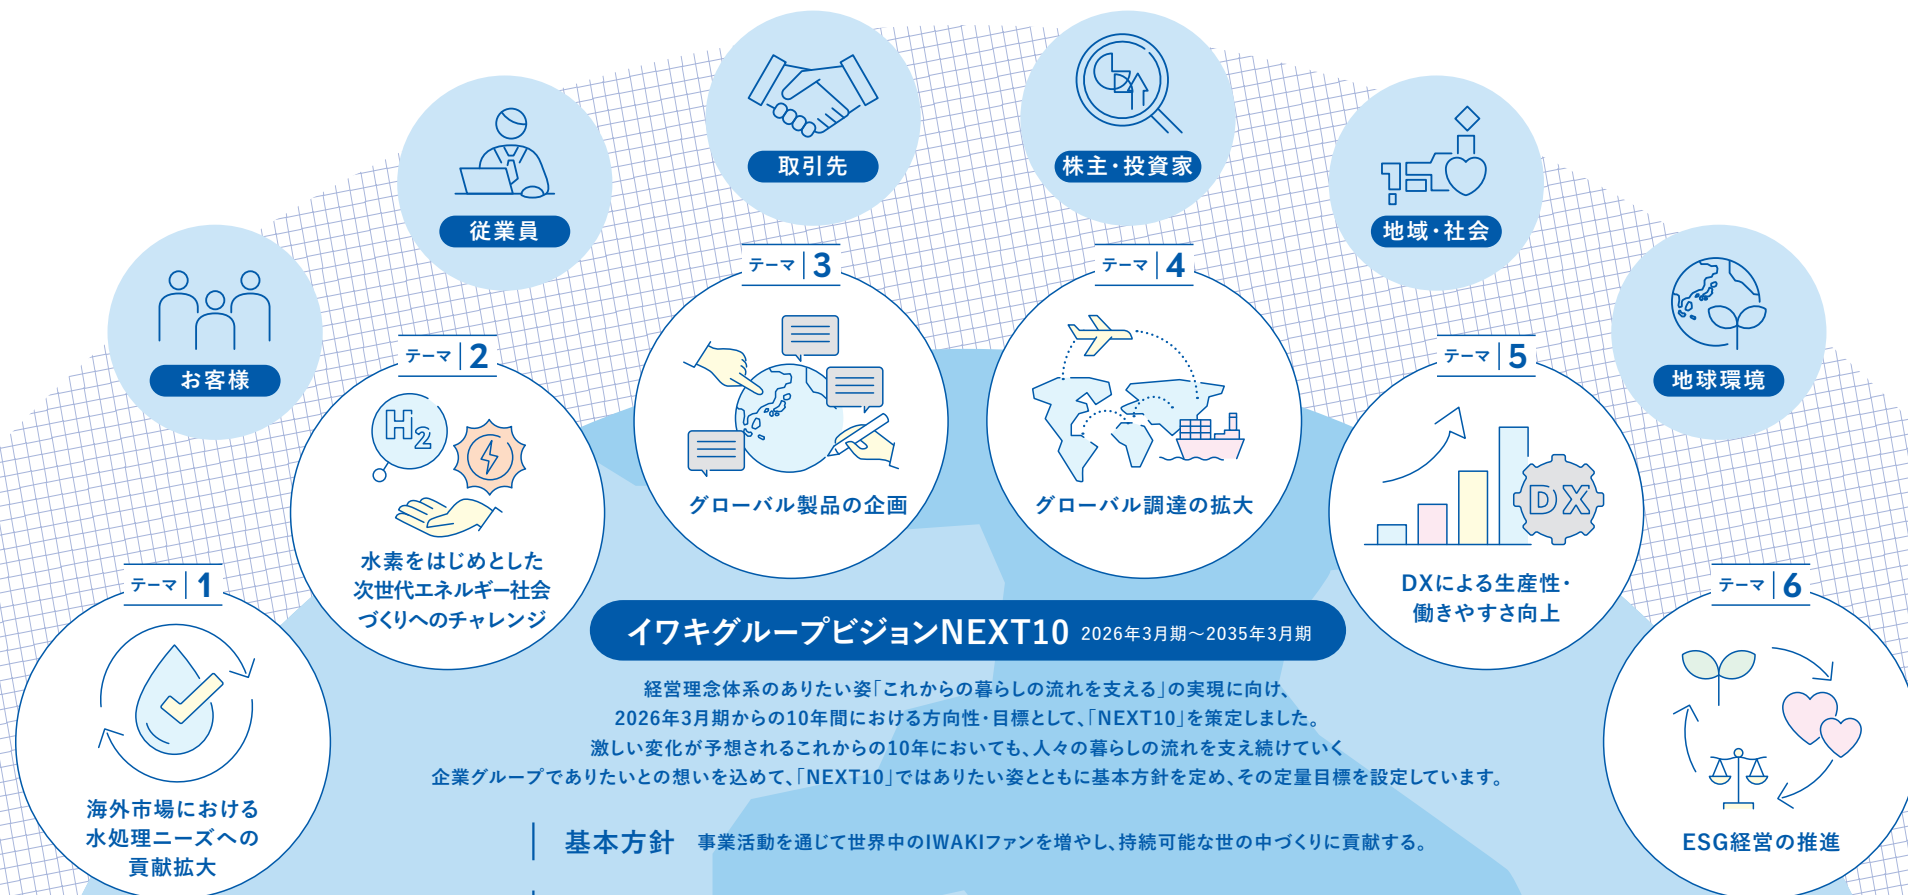 お客様
従業員
取引先
株主・投資家
地域・社会
地球環境
テーマ 1
海外市場における
水処理ニーズへの
貢献拡大
テーマ 2
H2
水素をはじめとした
次世代エネルギー社会
づくりへのチャレンジ
テーマ 3
グローバル製品の企画
テーマ 4
グローバル調達の拡大
テーマ 5
DX
DXによる生産性・
働きやすさ向上
テーマ 6
ESG経営の推進
イワキグループビジョンNEXT10 2026年3月期～2035年3月期
経営理念体系のありたい姿「これからの暮らしの流れを支える」の実現に向け、
2026年3月期からの10年間における方向性・目標として、「NEXT10」を策定しました。
激しい変化が予想されるこれからの10年においても、人々の暮らしの流れを支え続けていく
企業グループでありたいとの想いを込めて、「NEXT10」ではありたい姿とともに基本方針を定め、その定量目標を設定しています。
基本方針 事業活動を通じて世界中のIWAKIファンを増やし、持続可能な世の中づくりに貢献する。